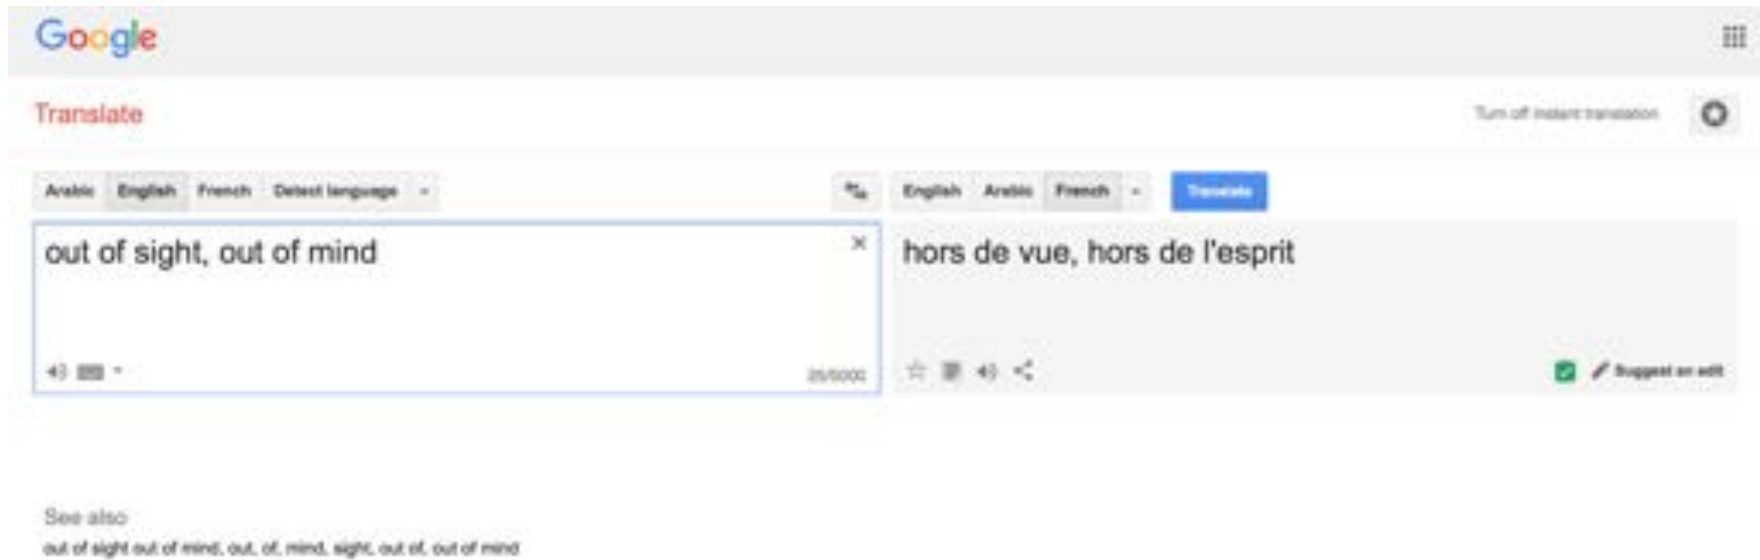 Google
Translate
Turn off instant translation
Arabic English French Detect language
English Arabic French Translate
out of sight, out of mind
hors de vue, hors de l'esprit
25/5000
Suggest an edit
See also
out of sight out of mind, out, of, mind, sight, out of, out of mind